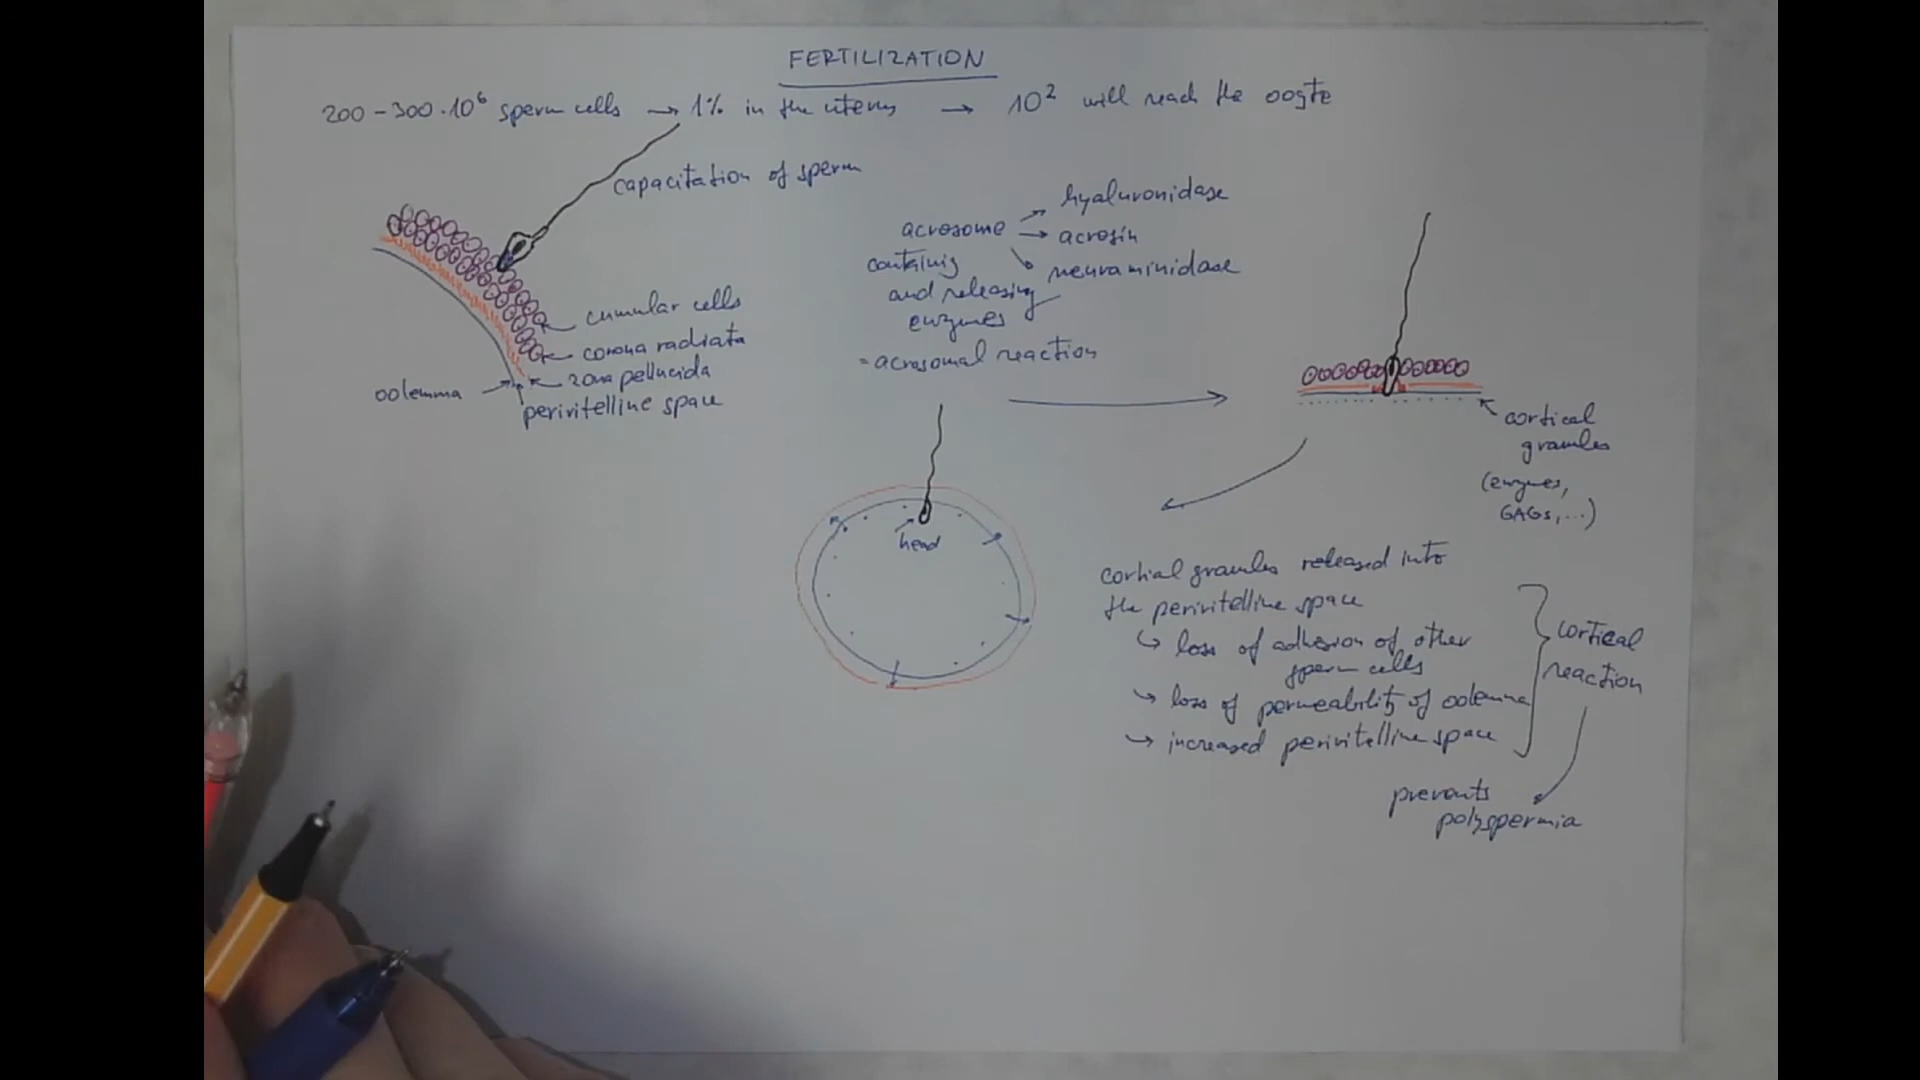 FERTILIZATION
200 - 300·10⁶ sperm cells → 1% in the uterus → 10² will reach the oocyte
capacitation of sperm
cumular cells
corona radiata
zona pellucida
oolemma
perivitelline space
acrosome
containing
and releasing
enzymes
= acrosomal reaction
hyaluronidase
acrosin
neuraminidase
cortical
granules
(enzymes,
GAGs,...)
head
cortial granules released into
the perivitelline space
↳ loss of adhesion of other
sperm cells
↳ loss of permeability of oolemma
↳ increased perivitelline space
cortical
reaction
prevents
polyspermia